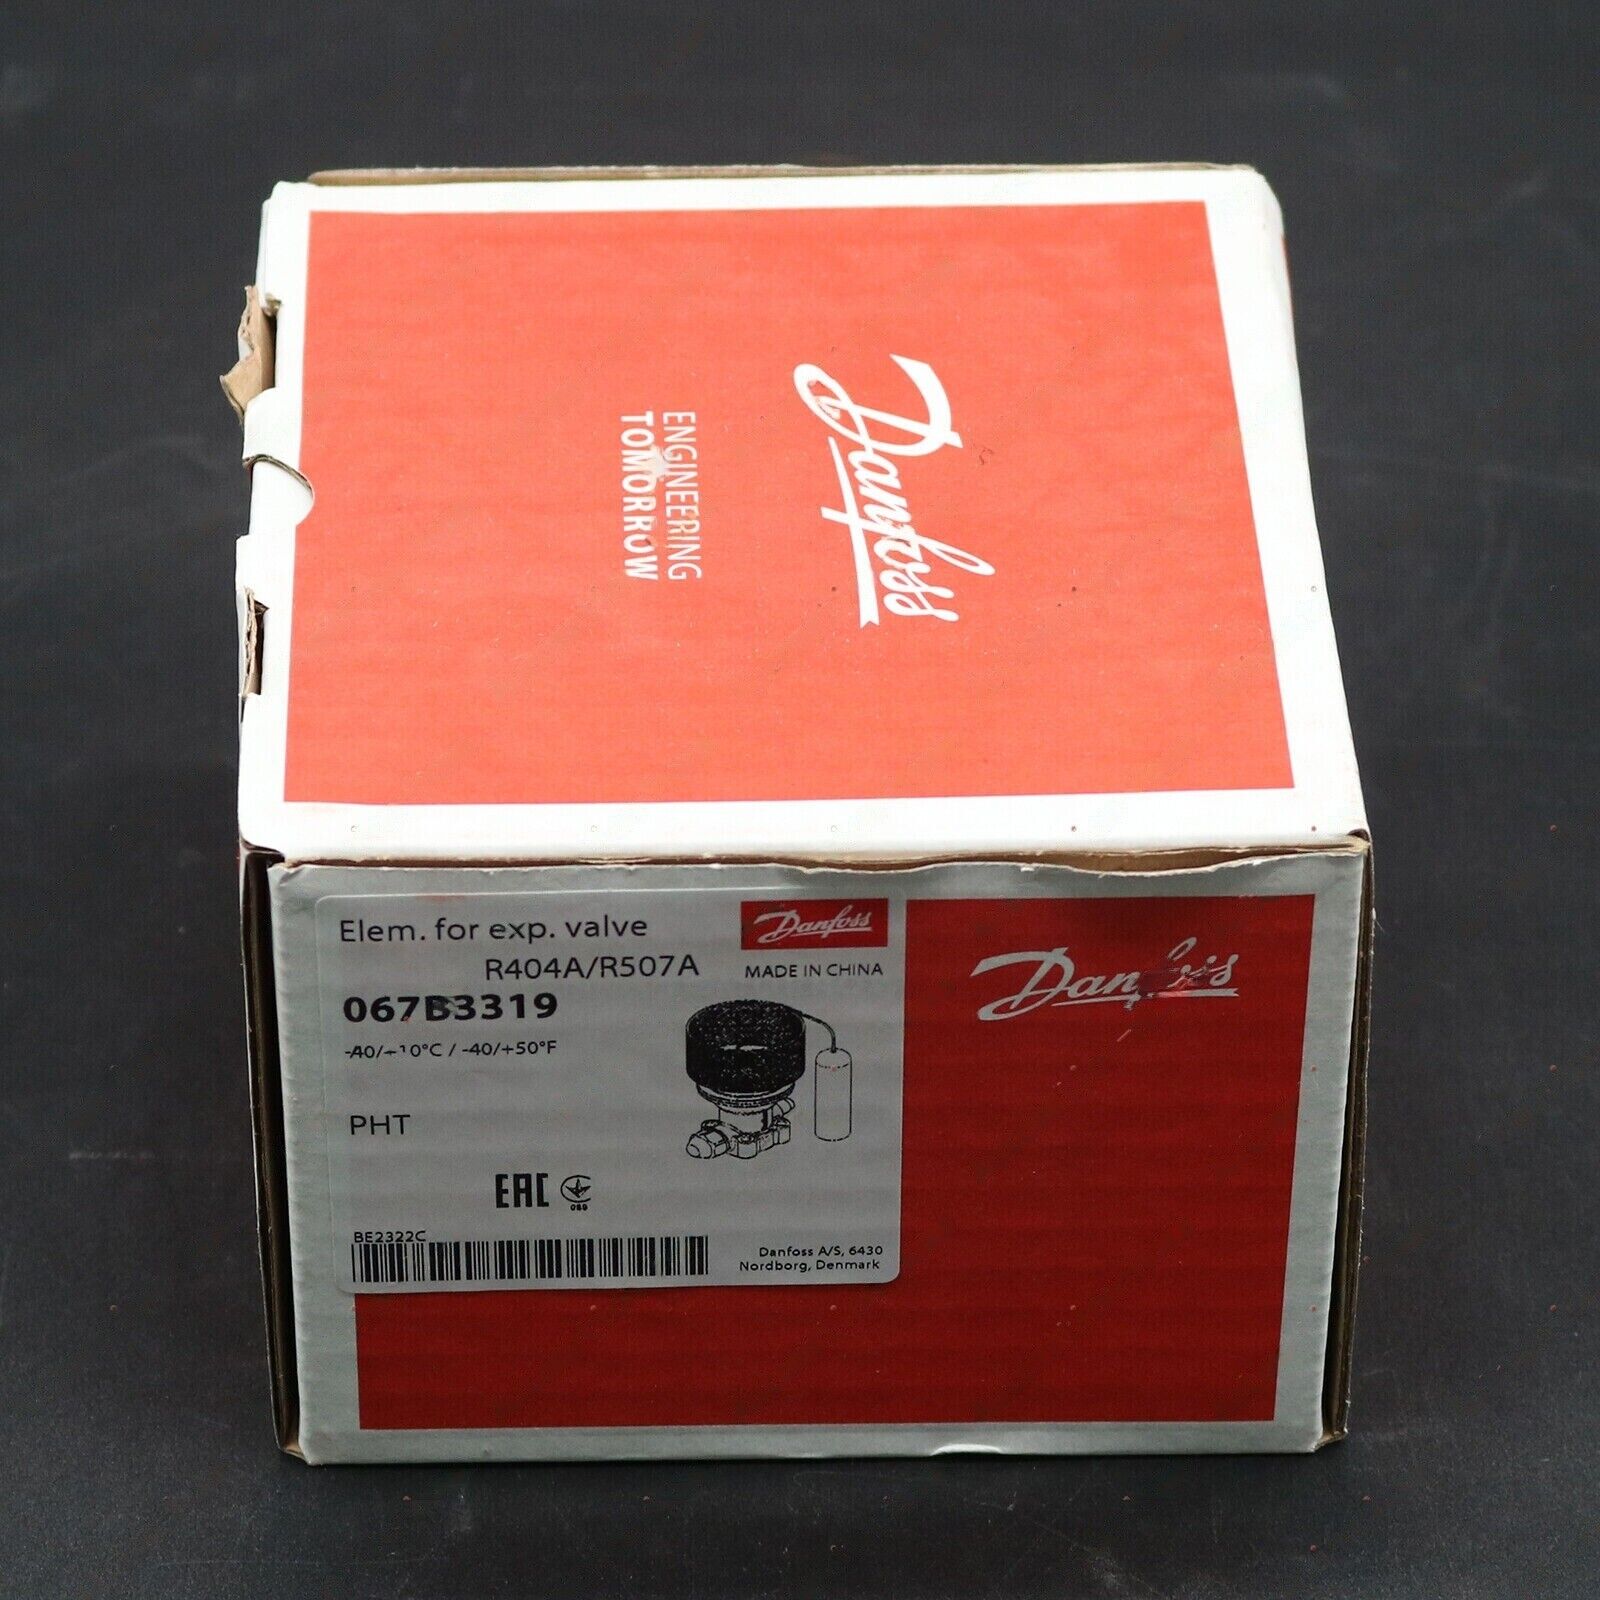 Danfoss
ENGINEERING
TOMORROW
Elem. for exp. valve
R404A/R507A
067B3319
-40/+10°C / -40/+50°F
PHT
Danfoss
MADE IN CHINA
EAC
089
BE2322C
Danfoss A/S, 6430
Nordborg, Denmark
Danfoss